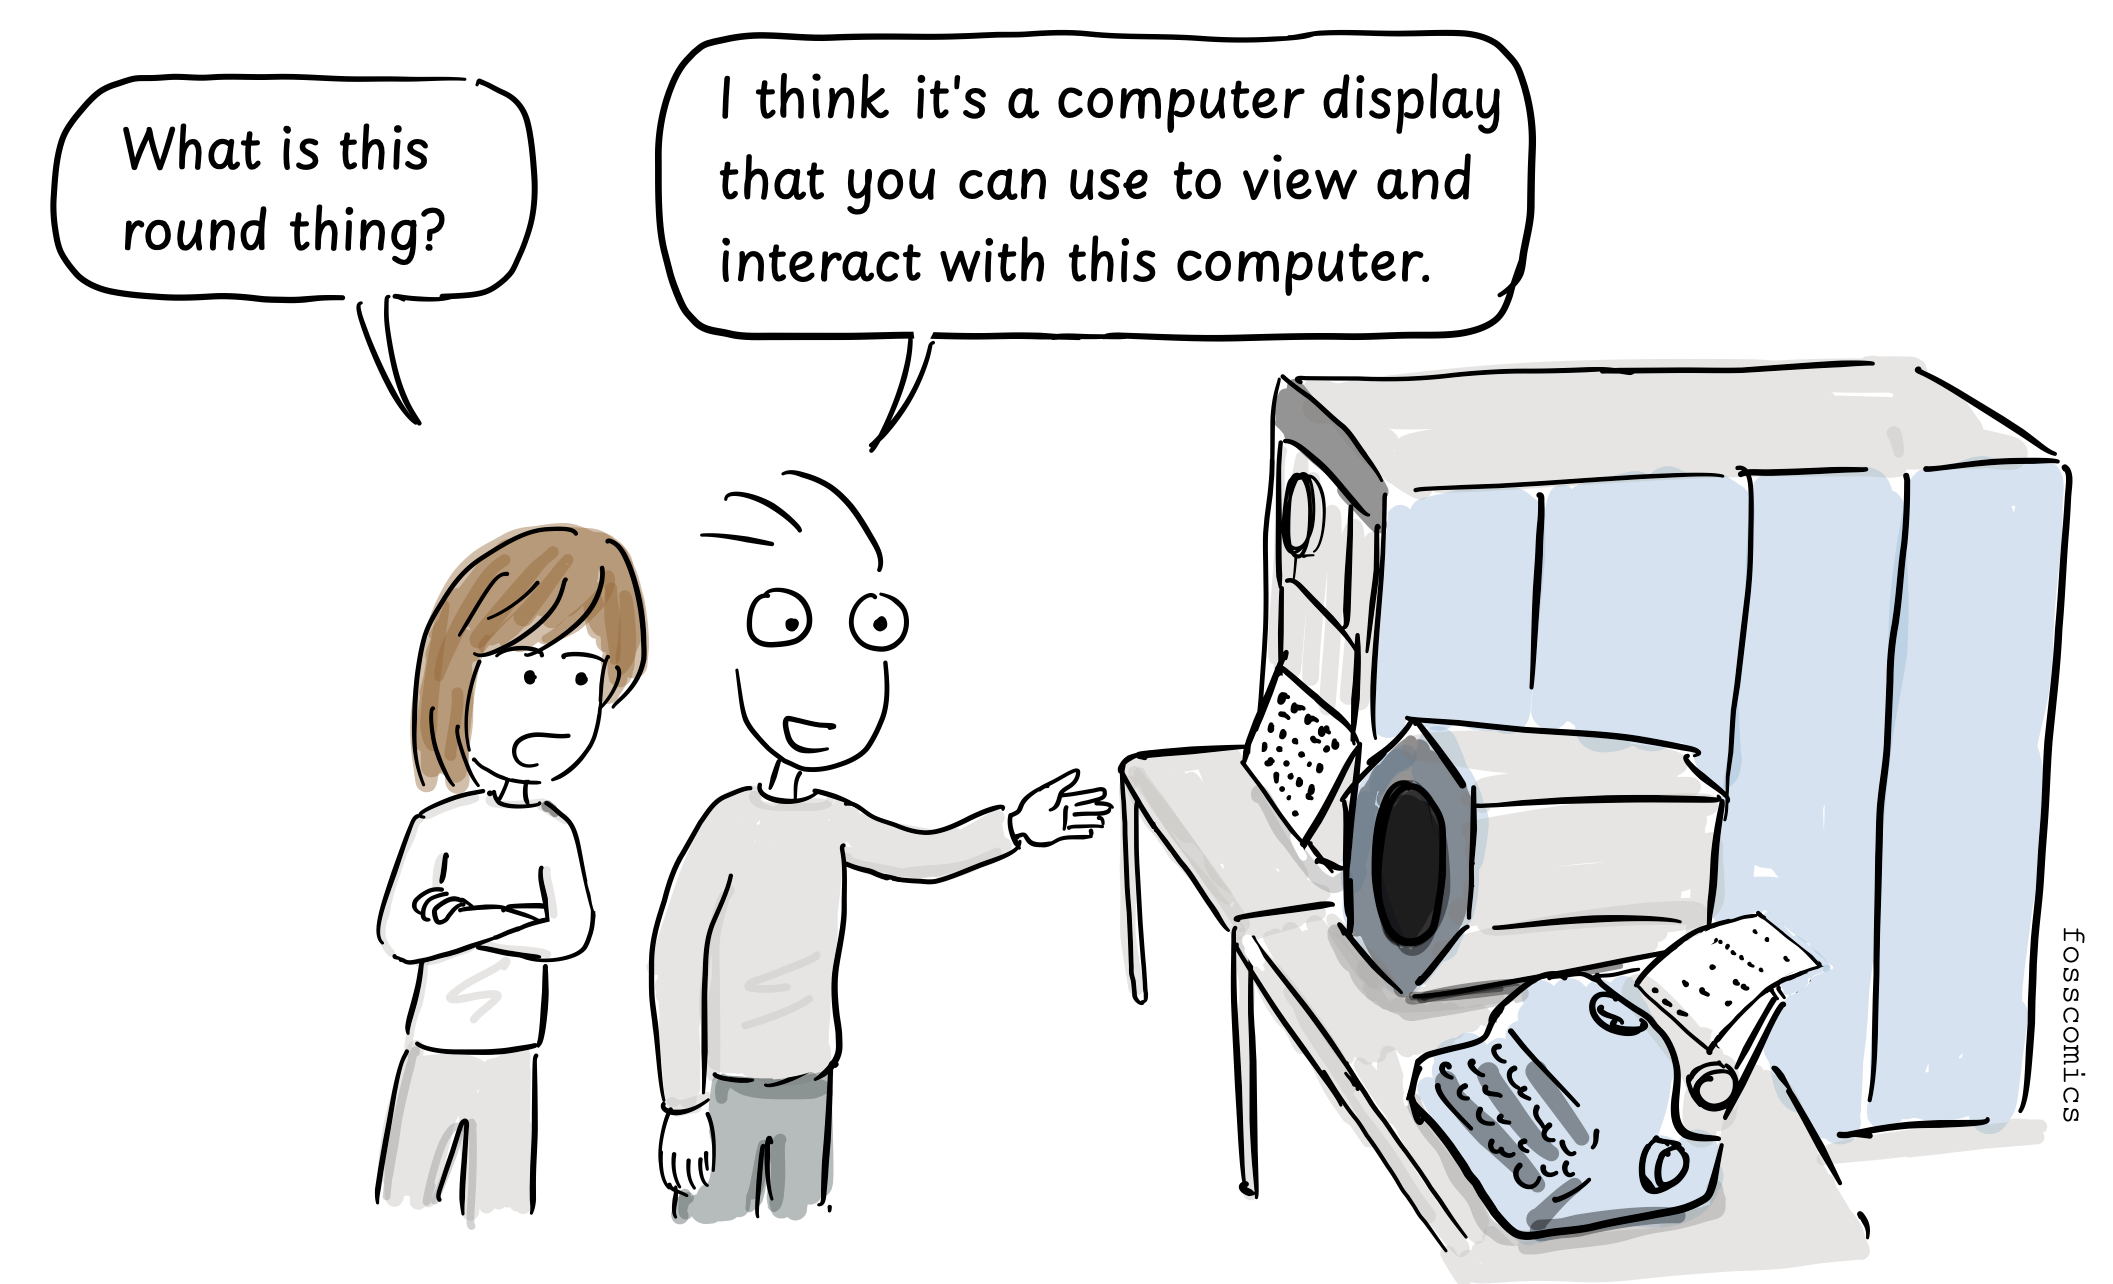 What is this
round thing?
I think it's a computer display
that you can use to view and
interact with this computer.
fosscomics